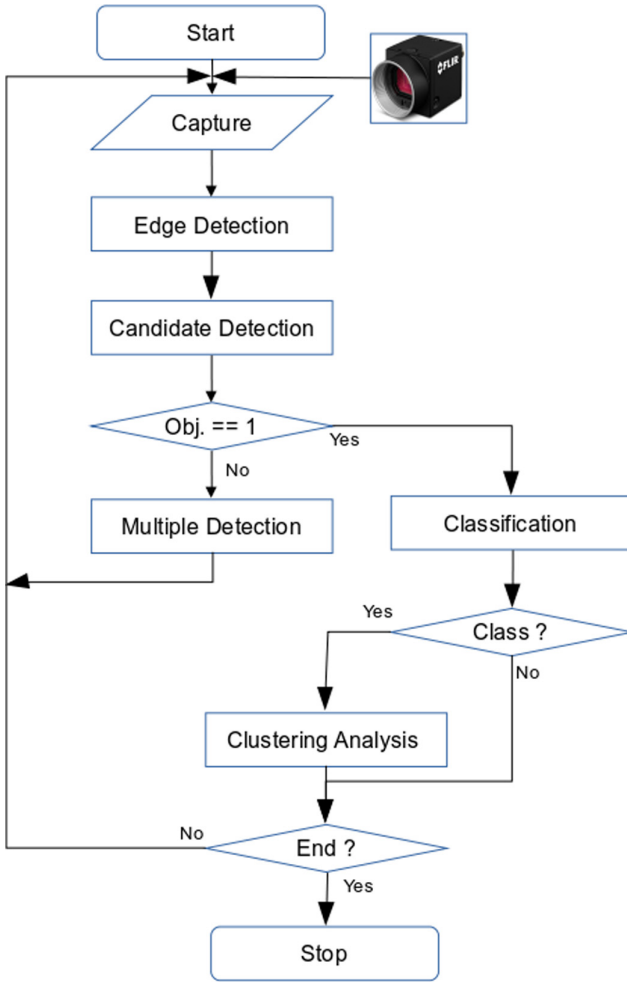 Start
FLIR
Capture
Edge Detection
Candidate Detection
Obj. == 1
Yes
No
Multiple Detection
Classification
Yes
Class ?
No
Clustering Analysis
No
End ?
Yes
Stop